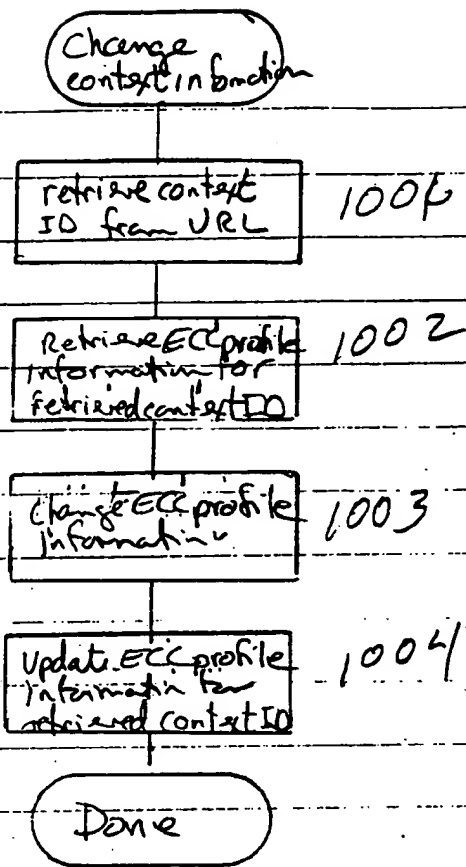 Change
context information
retrieve context
ID from URL
1001
Retrieve ECC profile
information for
retrieved context ID
1002
Change ECC profile
information
1003
Update ECC profile
information for
retrieved context ID
1004
Done